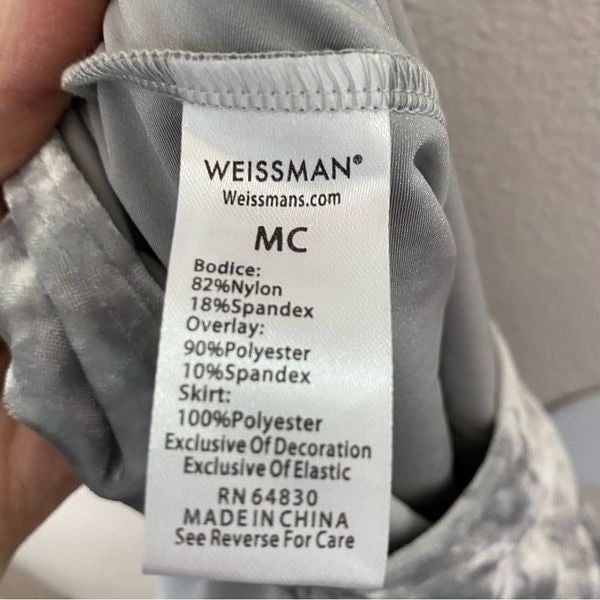 WEISSMAN®
Weissmans.com
MC
Bodice:
82%Nylon
18%Spandex
Overlay:
90%Polyester
10%Spandex
Skirt:
100%Polyester
Exclusive Of Decoration
Exclusive Of Elastic
RN 64830
MADE IN CHINA
See Reverse For Care